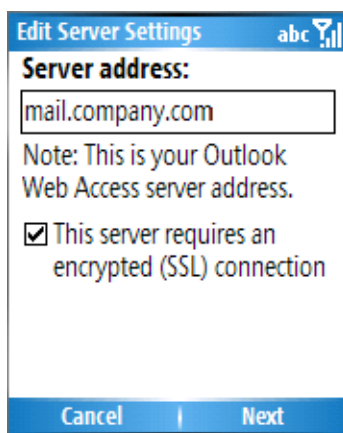 Edit Server Settings abc
Server address:
mail.company.com
Note: This is your Outlook
Web Access server address.
This server requires an
encrypted (SSL) connection
Cancel Next